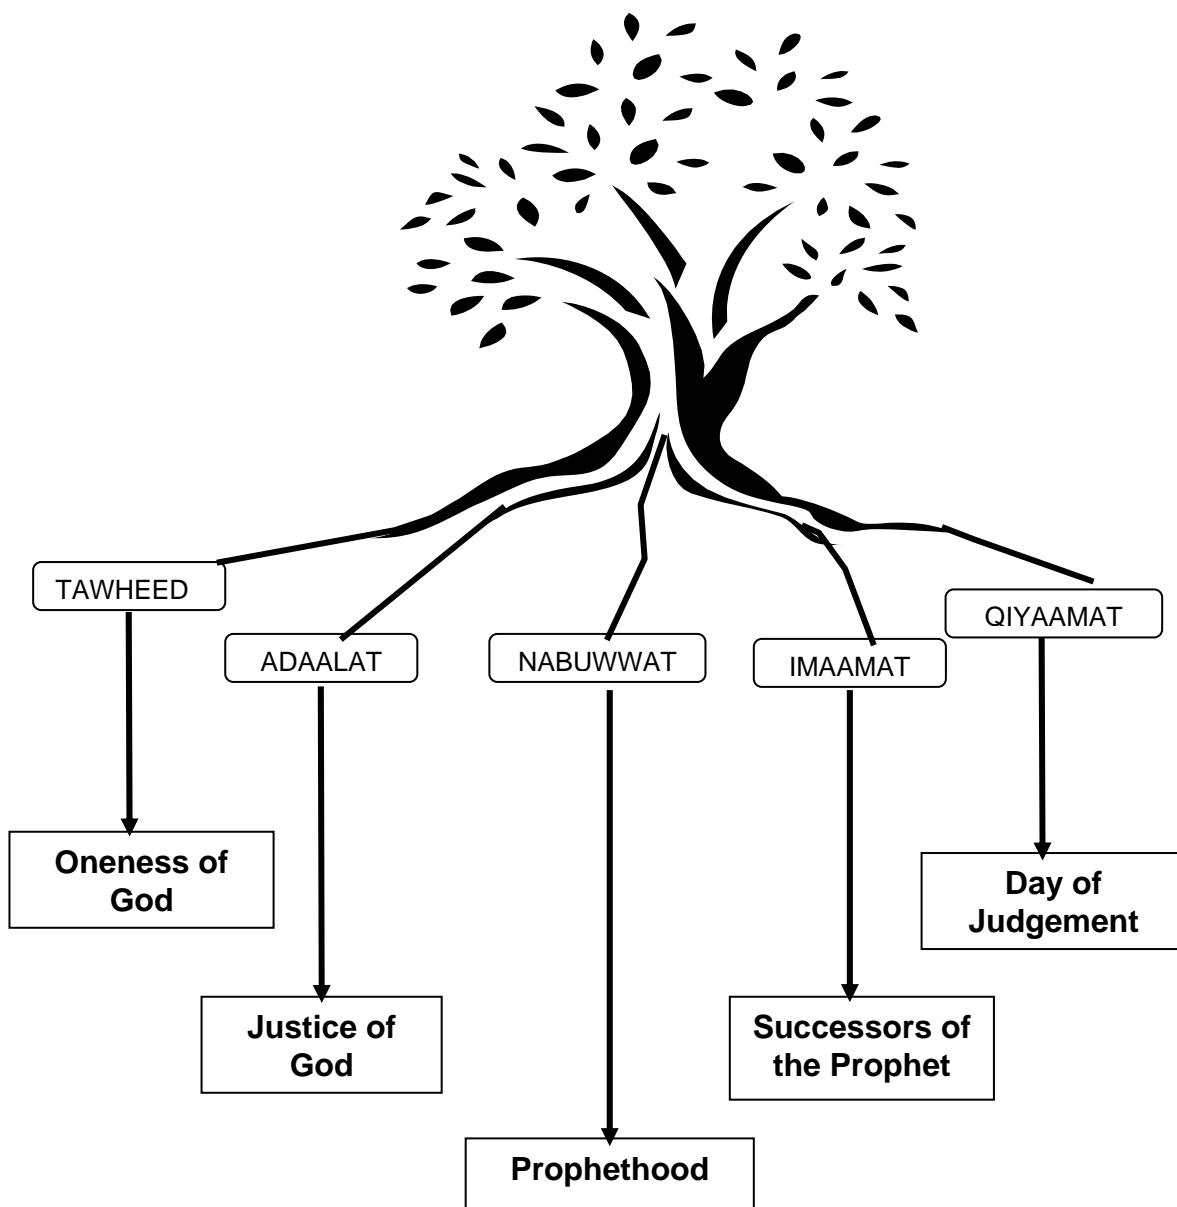 TAWHEED
ADAALAT
NABUWWAT
IMAAMAT
QIYAAMAT
Oneness of
God
Justice of
God
Prophethood
Successors of
the Prophet
Day of
Judgement